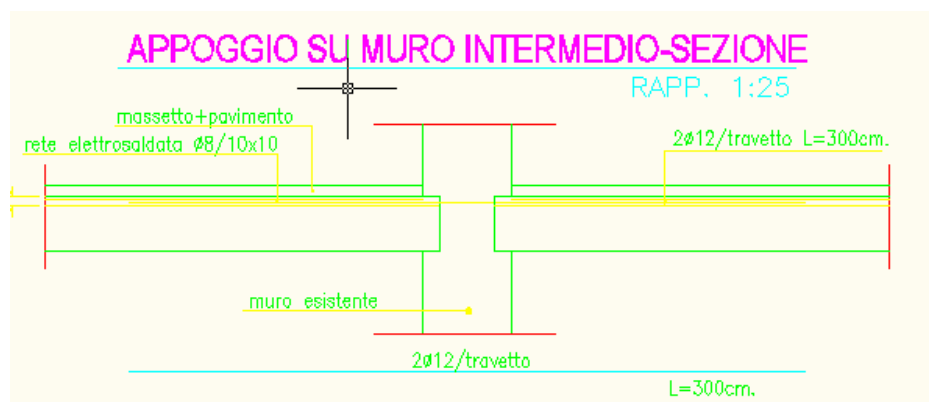 APPOGGIO SU MURO INTERMEDIO-SEZIONE
RAPP. 1:25
massetto+pavimento
rete elettrosaldata ø8/10x10
2ø12/travetto L=300cm.
muro esistente
2ø12/travetto
L=300cm.